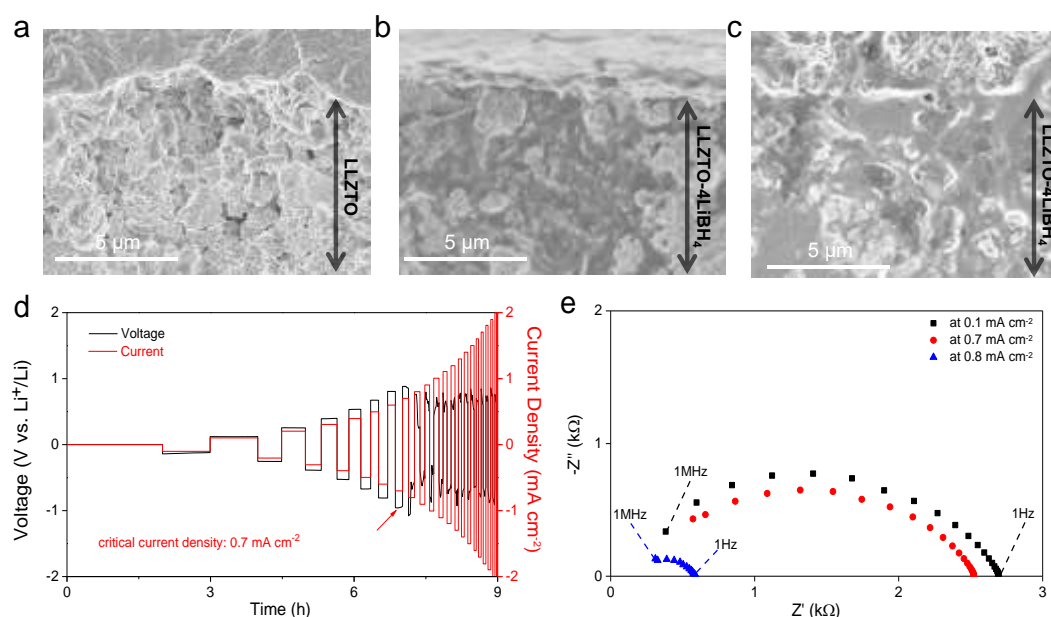 a
b
c
LLZTO
LLZTO-4LiBH₄
LLZTO-4LiBH₄
5 µm
5 µm
5 µm
d
2
1
0
-1
-2
Voltage (V vs. Li⁺/Li)
Voltage
Current
critical current density: 0.7 mA cm⁻²
0
3
6
9
Time (h)
2
1
0
-1
-2
Current Density (mA cm⁻²)
e
2
1
0
-Z'' (kΩ)
at 0.1 mA cm⁻²
at 0.7 mA cm⁻²
at 0.8 mA cm⁻²
1MHz
1MHz
1Hz
1Hz
0
1
2
3
Z' (kΩ)